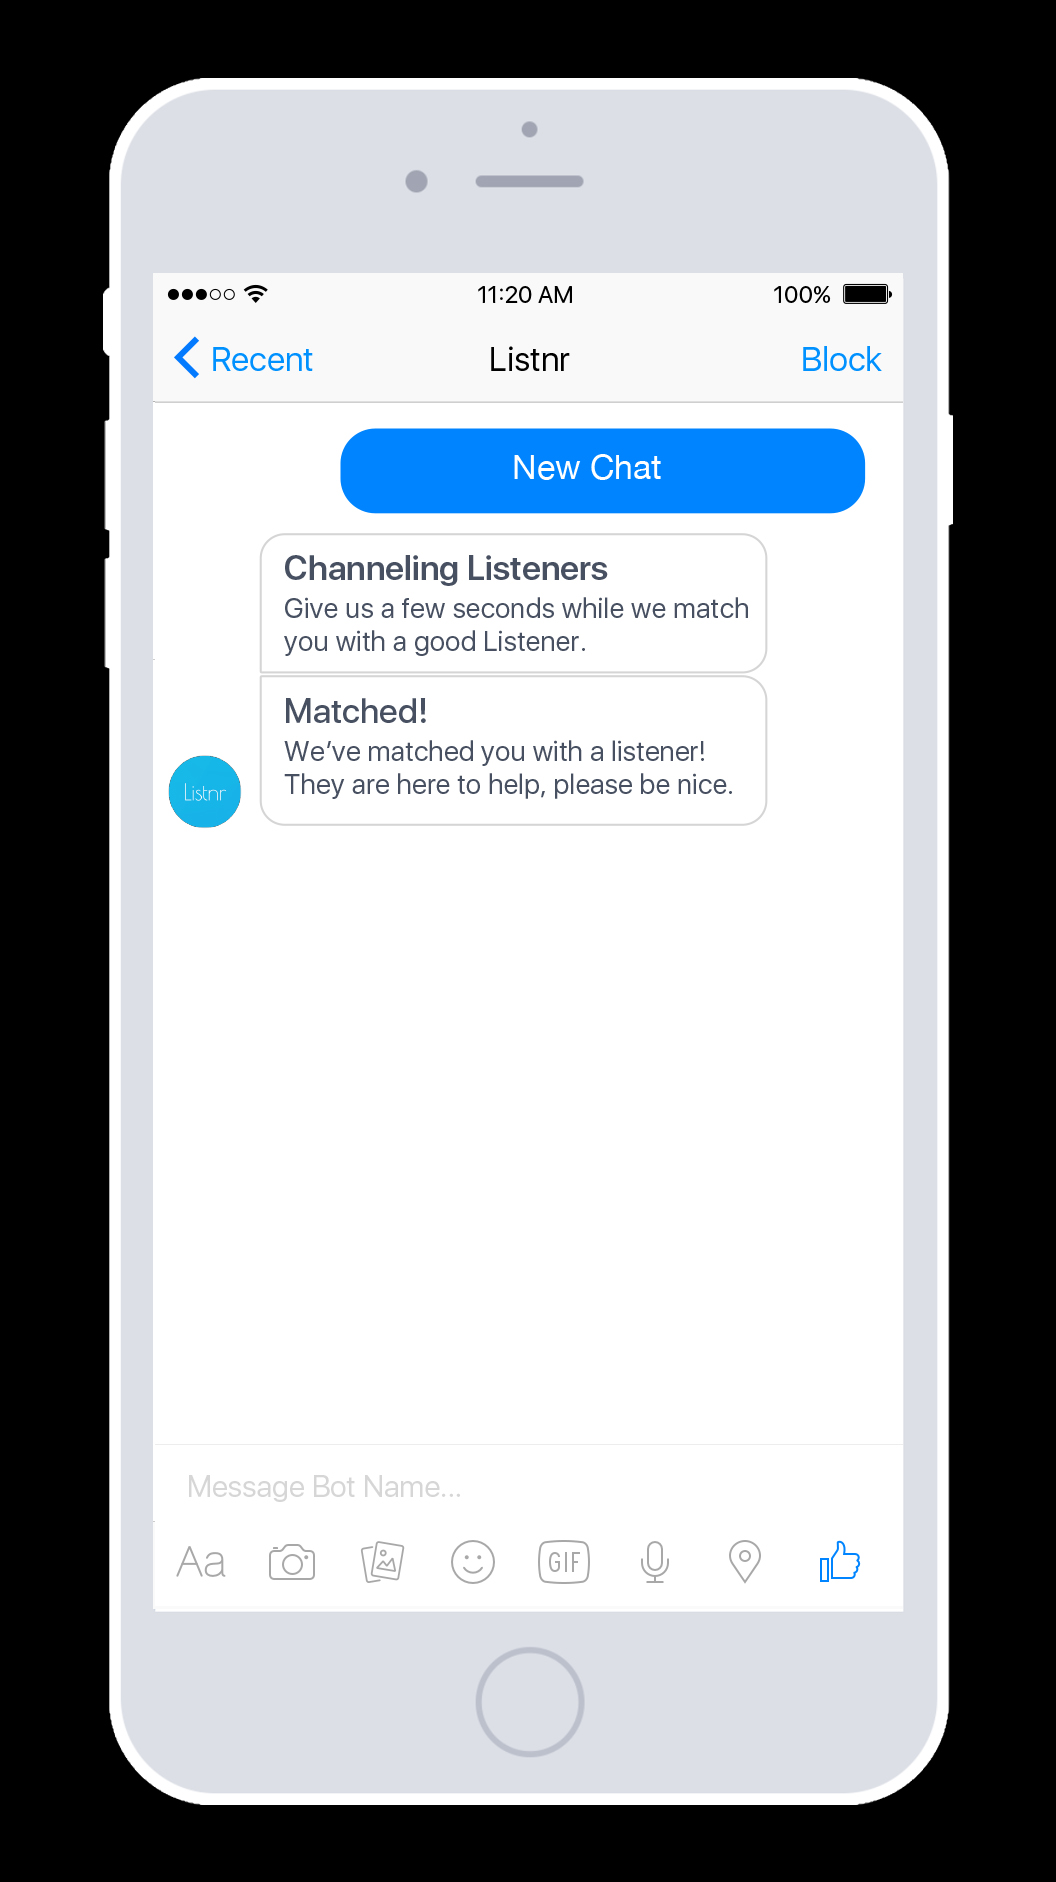 11:20 AM
100%
Recent
Listnr
Block
New Chat
Channeling Listeners
Give us a few seconds while we match
you with a good Listener.
Matched!
We’ve matched you with a listener!
They are here to help, please be nice.
Listnr
Message Bot Name...
Aa
GIF